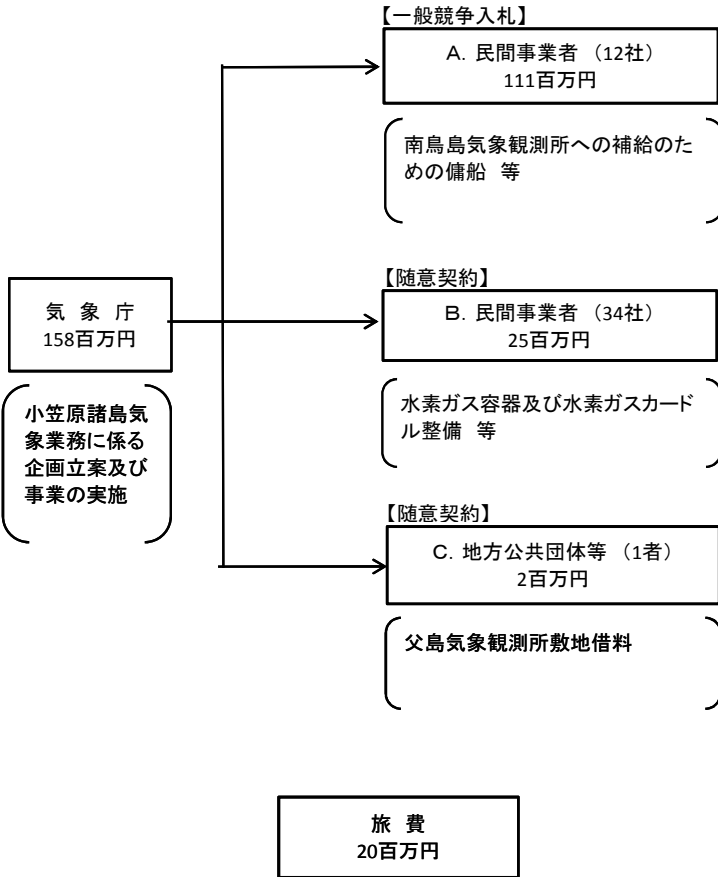 【一般競争入札】
A. 民間事業者 （12社）
111百万円
南鳥島気象観測所への補給のた
めの傭船 等
気 象 庁
158百万円
小笠原諸島気
象業務に係る
企画立案及び
事業の実施
【随意契約】
B. 民間事業者 （34社）
25百万円
水素ガス容器及び水素ガスカード
ル整備 等
【随意契約】
C. 地方公共団体等 （1者）
2百万円
父島気象観測所敷地借料
旅 費
20百万円